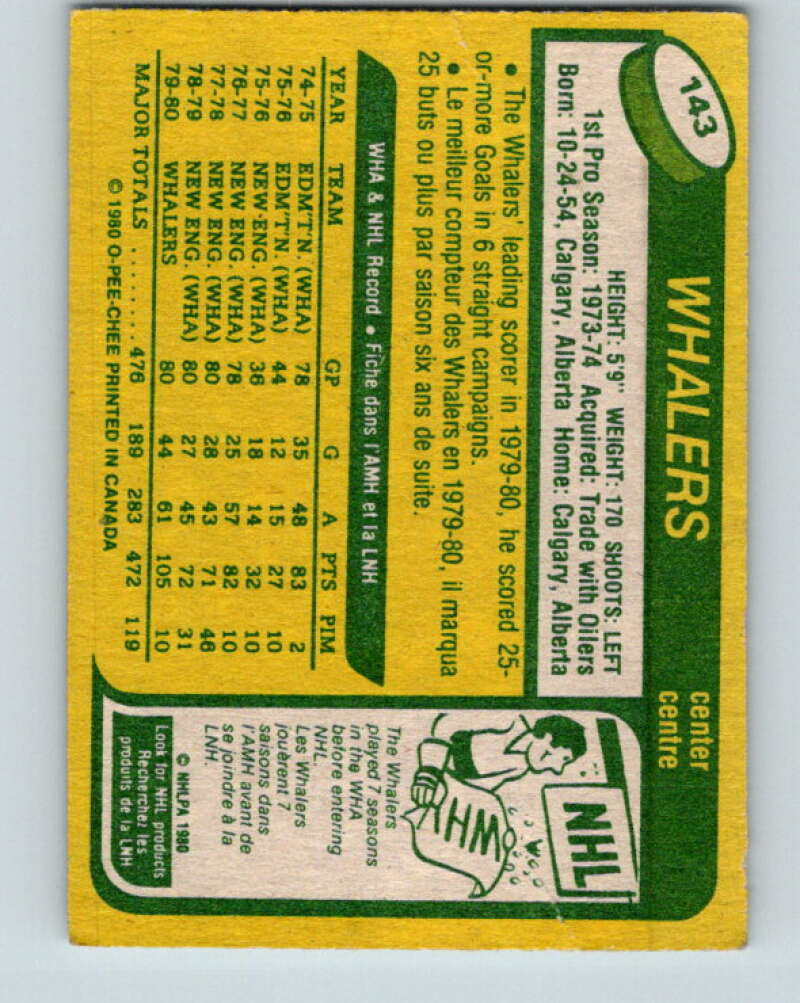 143
WHALERS
center
centre
HEIGHT: 5'9" WEIGHT: 170 SHOOTS: LEFT
1st Pro Season: 1973-74 Acquired: Trade with Oilers
Born: 10-24-54, Calgary, Alberta Home: Calgary, Alberta
• The Whalers' leading scorer in 1979-80, he scored 25-
or-more Goals in 6 straight campaigns.
• Le meilleur compteur des Whalers en 1979-80, il marqua
25 buts ou plus par saison six ans de suite.
WHA & NHL Record • Fiche dans l'AMH et la LNH
YEAR TEAM GP G A PTS PIM
74-75 EDM'T'N. (WHA) 78 35 48 83 2
75-76 EDM'T'N. (WHA) 44 12 15 27 10
75-76 NEW ENG. (WHA) 36 18 14 32 10
76-77 NEW ENG. (WHA) 78 25 57 82 10
77-78 NEW ENG. (WHA) 80 28 43 71 46
78-79 NEW ENG. (WHA) 80 27 45 72 31
79-80 WHALERS 80 44 61 105 10
MAJOR TOTALS ........ 476 189 283 472 119
© 1980 O-PEE-CHEE PRINTED IN CANADA
NHL
WHA
The Whalers
played 7 seasons
in the WHA
before entering
NHL.
Les Whalers
jouèrent 7
saisons dans
l'AMH avant de
se joindre à la
LNH.
© NHLPA 1980
Look for NHL products
Recherchez les
produits de la LNH